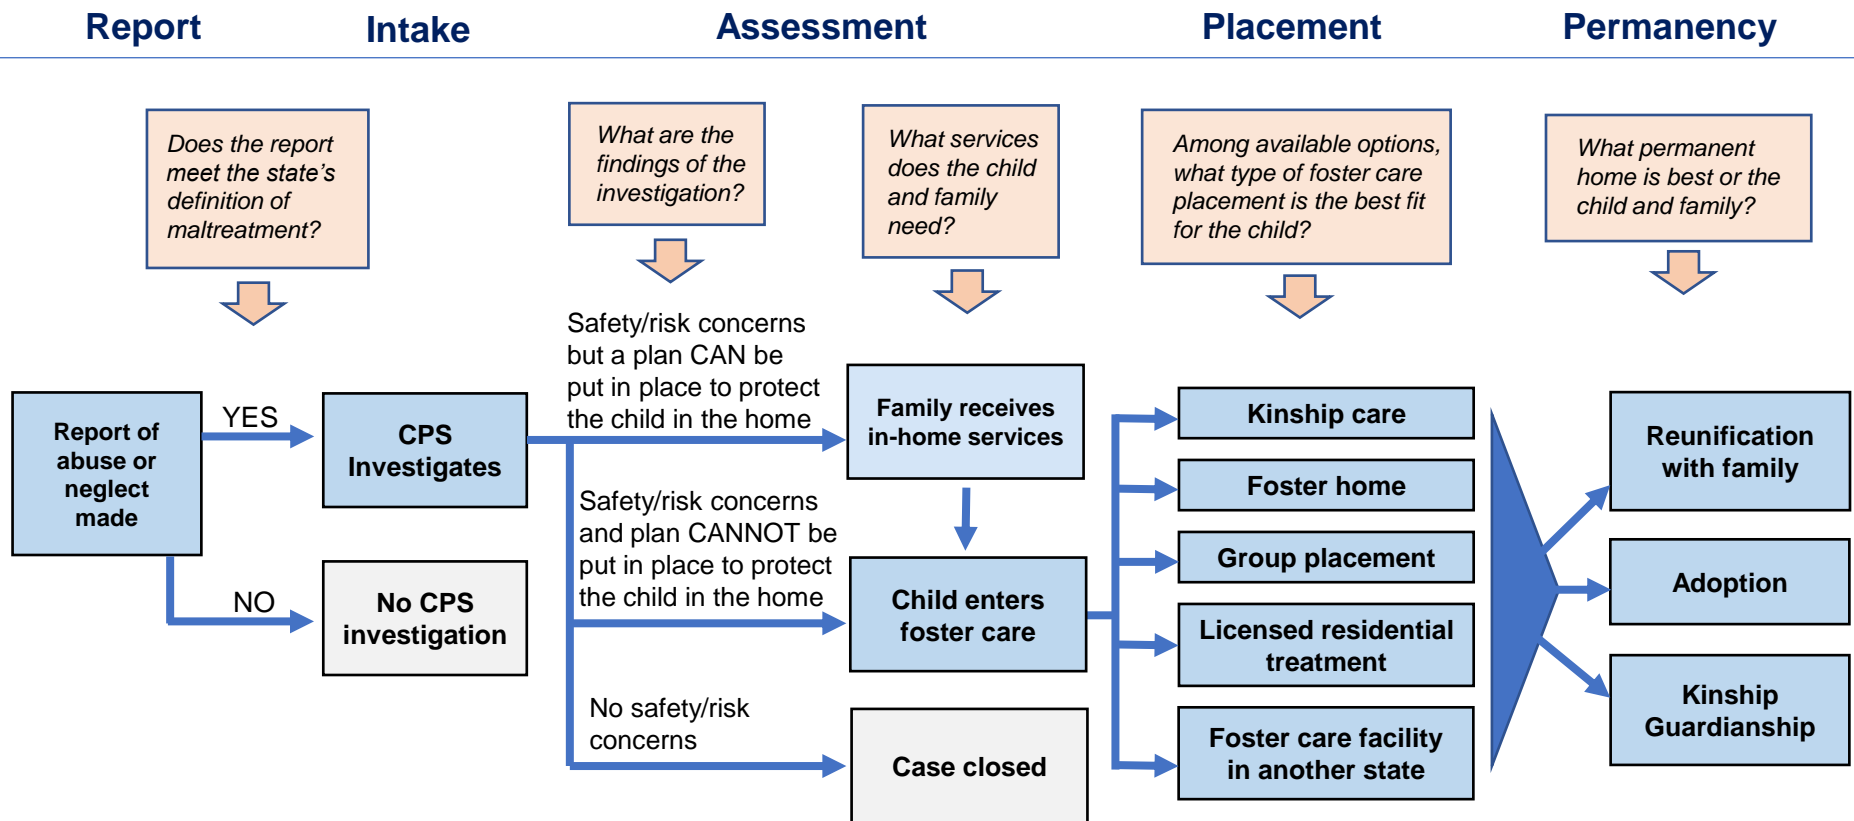 Report
Intake
Assessment
Placement
Permanency
Does the report
meet the state’s
definition of
maltreatment?
What are the
findings of the
investigation?
What services
does the child
and family
need?
Among available options,
what type of foster care
placement is the best fit
for the child?
What permanent
home is best or the
child and family?
Report of
abuse or
neglect
made
YES
NO
CPS
Investigates
No CPS
investigation
Safety/risk concerns
but a plan CAN be
put in place to protect
the child in the home
Safety/risk concerns
and plan CANNOT be
put in place to protect
the child in the home
No safety/risk
concerns
Family receives
in-home services
Child enters
foster care
Case closed
Kinship care
Foster home
Group placement
Licensed residential
treatment
Foster care facility
in another state
Reunification
with family
Adoption
Kinship
Guardianship